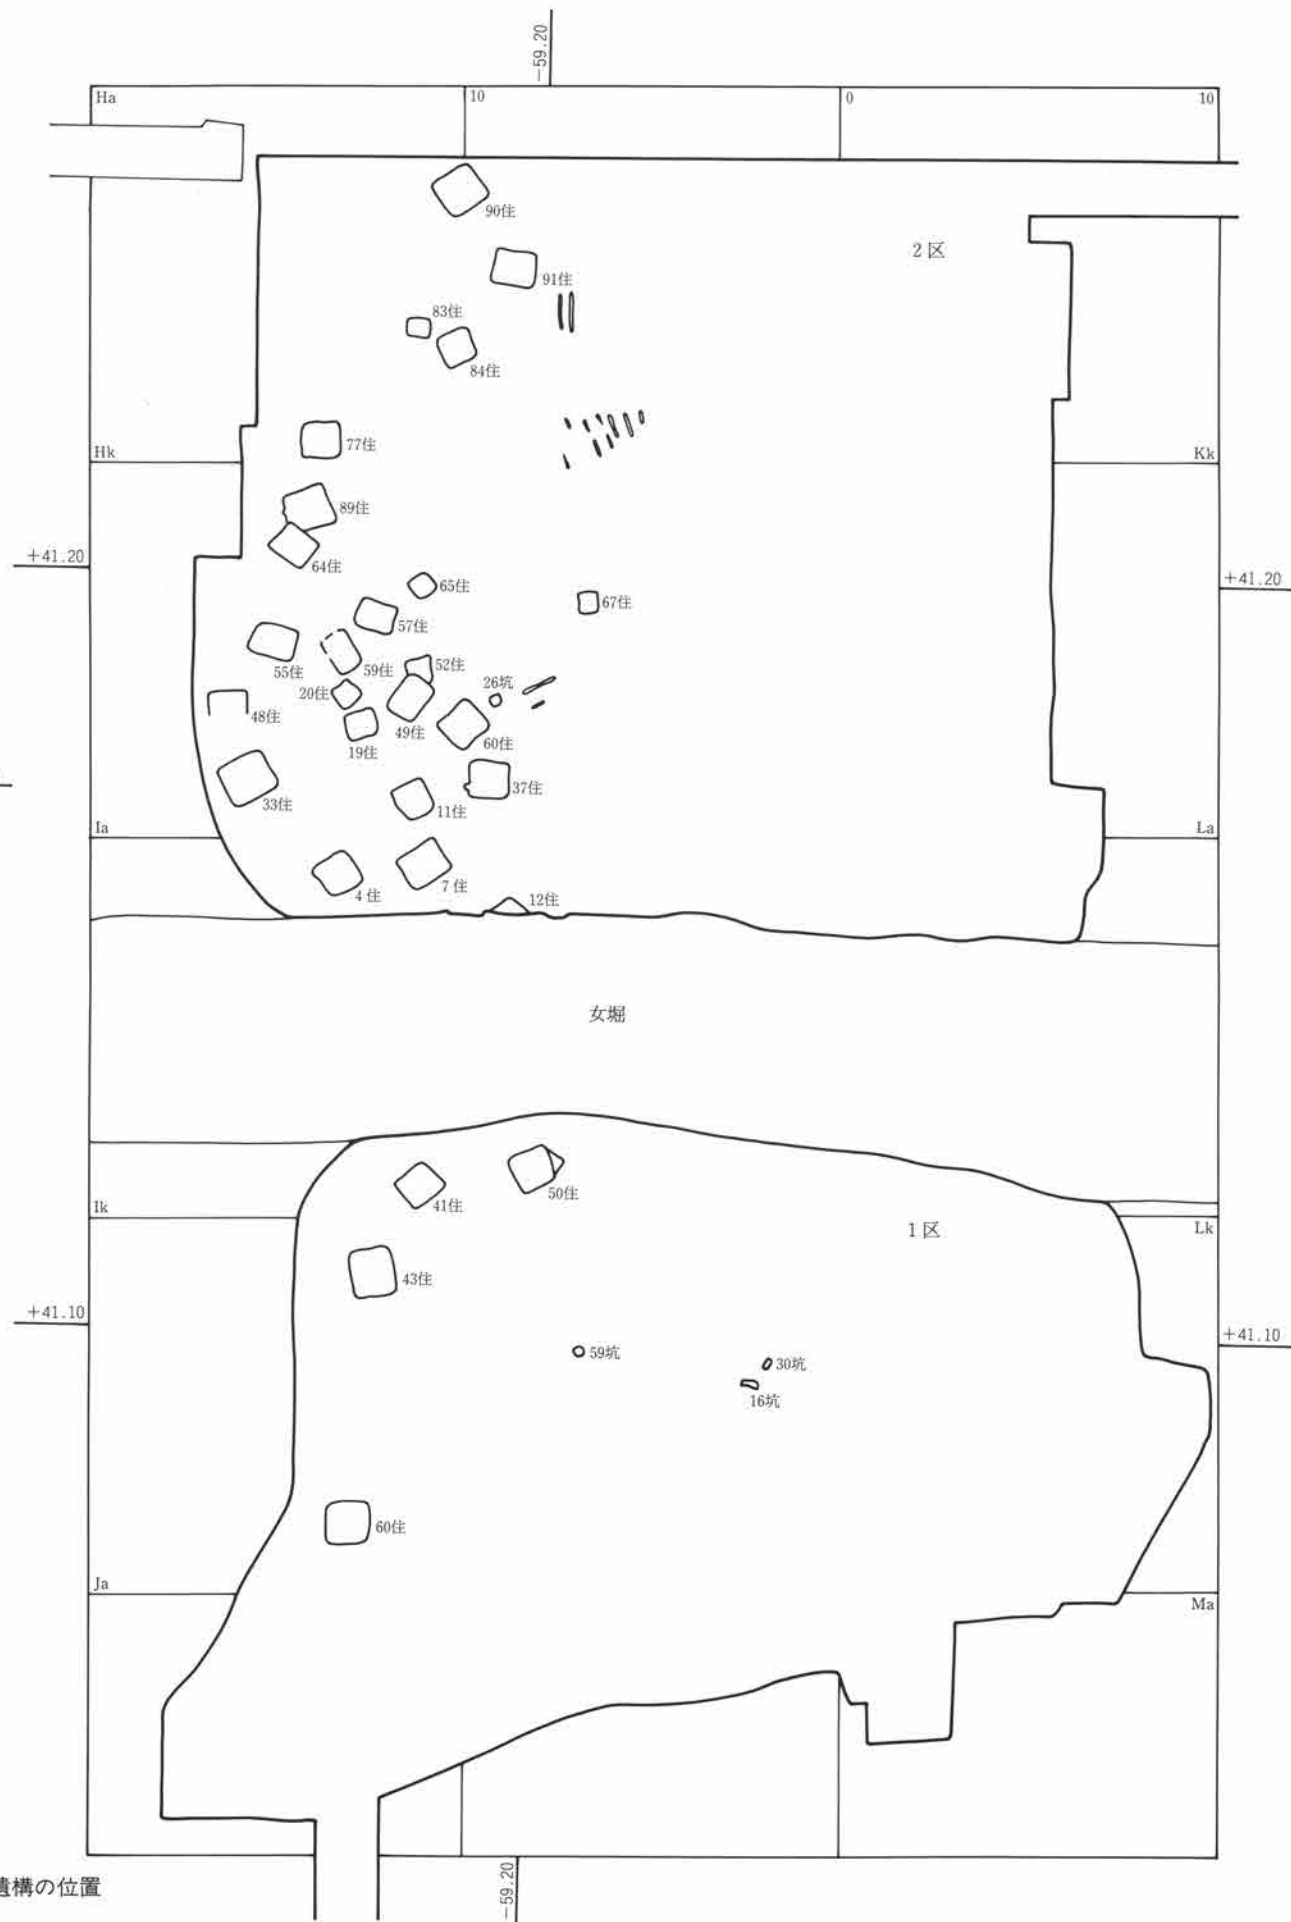 −59.20
Ha
10
0
10
90住
2区
91住
83住
84住
77住
Hk
Kk
89住
+41.20
64住
65住
+41.20
57住
67住
55住
59住
52住
20住
26坑
48住
49住
60住
19住
33住
37住
11住
Ia
La
4住
7住
12住
女堀
41住
50住
Ik
Lk
1区
43住
+41.10
+41.10
59坑
30坑
16坑
60住
Ja
Ma
−59.20
遺構の位置